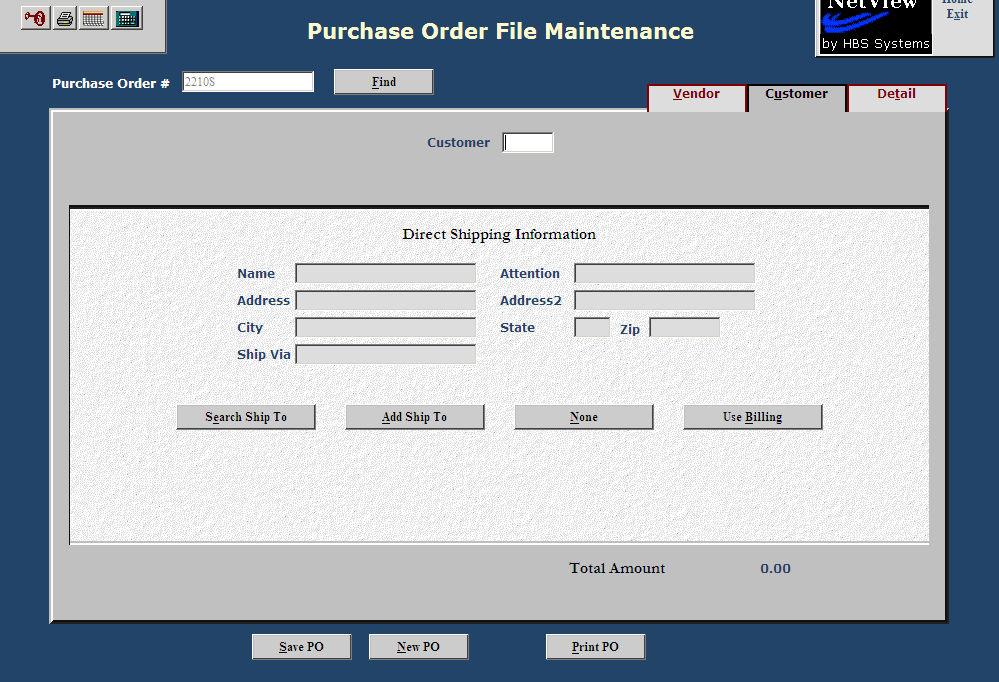 Home
NetView
Exit
Purchase Order File Maintenance
by HBS Systems
Purchase Order # 2210S Find
Vendor Customer Detail
Customer
Direct Shipping Information
Name Attention
Address Address2
City State Zip
Ship Via
Search Ship To Add Ship To None Use Billing
Total Amount 0.00
Save PO New PO Print PO